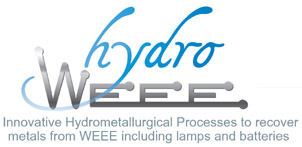 hydro
WEEE
Innovative Hydrometallurgical Processes to recover
metals from WEEE including lamps and batteries